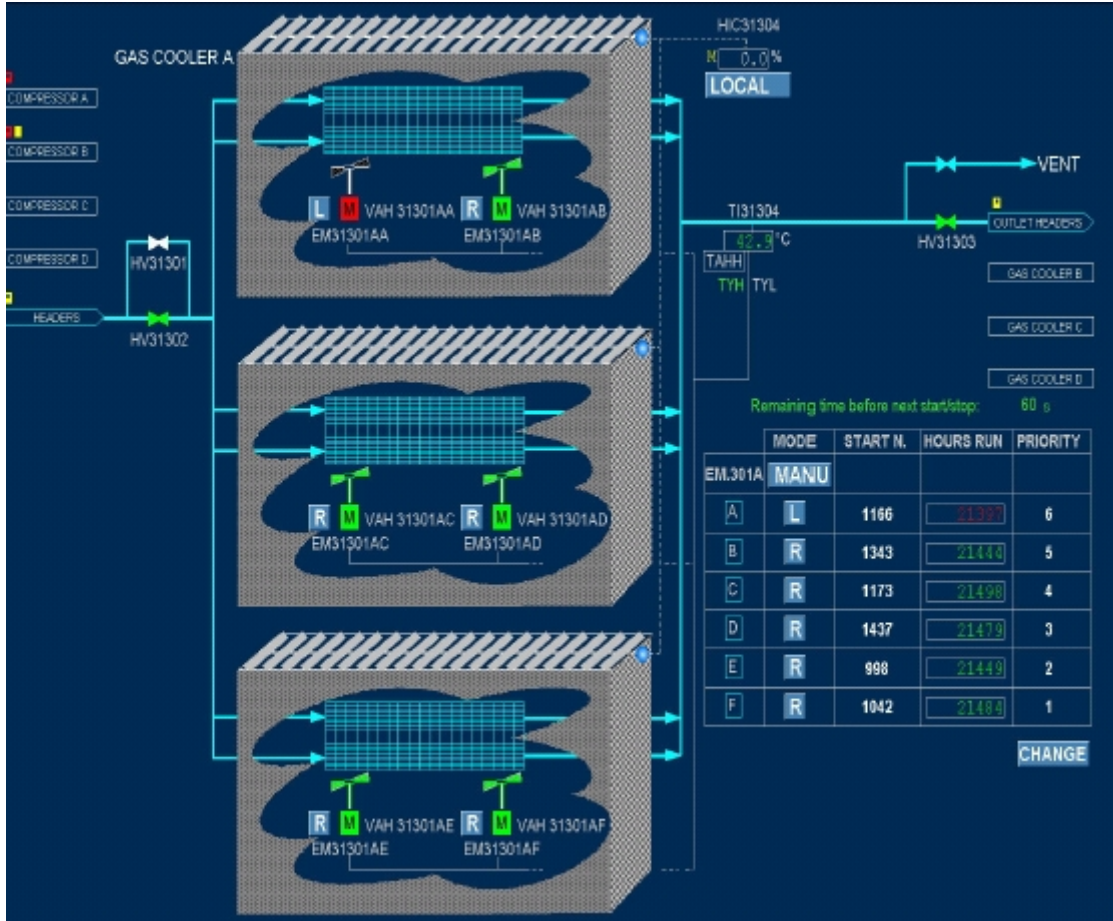 HIC31304
GAS COOLER A
M 0.0 %
LOCAL
COMPRESSOR A
COMPRESSOR B
VENT
L M VAH 31301AA R M VAH 31301AB
EM31301AA EM31301AB
COMPRESSOR C
TI31304
OUTLET HEADERS
42.9 °C
HV31303
COMPRESSOR D
HV31301
TAHH
TYH TYL
GAS COOLER B
HEADERS
HV31302
GAS COOLER C
GAS COOLER D
Remaining time before next start/stop: 60 s
MODE START N. HOURS RUN PRIORITY
EM.301A MANU
A L 1166 21397 6
B R 1343 21444 5
C R 1173 21498 4
D R 1437 21479 3
E R 998 21449 2
F R 1042 21484 1
CHANGE
R M VAH 31301AC R M VAH 31301AD
EM31301AC EM31301AD
R M VAH 31301AE R M VAH 31301AF
EM31301AE EM31301AF